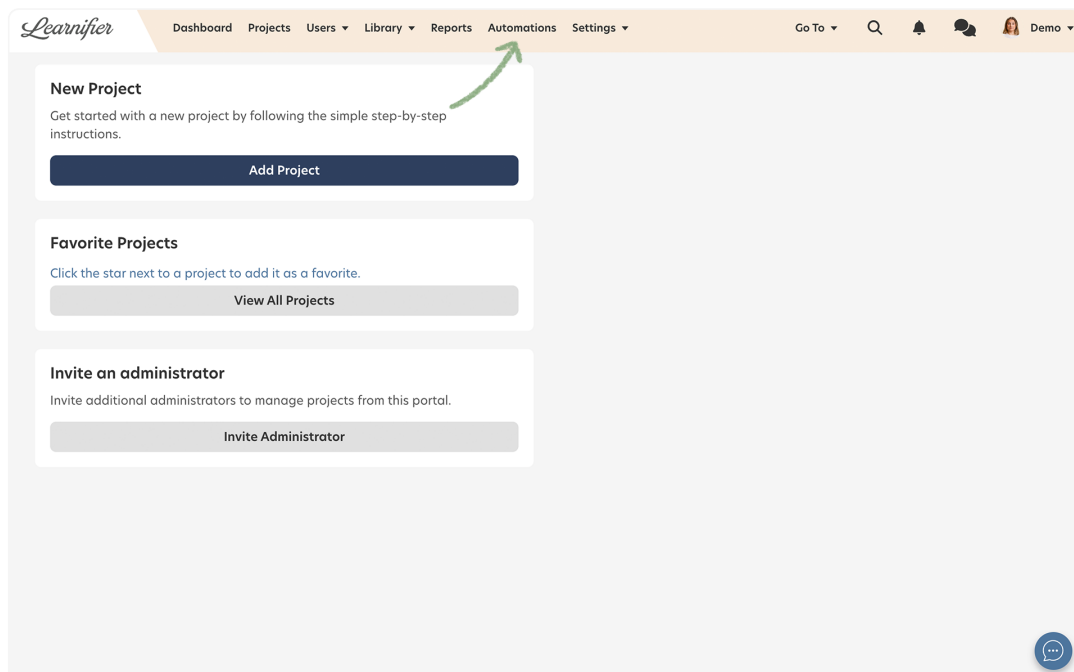 Learnifier
Dashboard Projects Users Library Reports Automations Settings Go To Demo
New Project
Get started with a new project by following the simple step-by-step
instructions.
Add Project
Favorite Projects
Click the star next to a project to add it as a favorite.
View All Projects
Invite an administrator
Invite additional administrators to manage projects from this portal.
Invite Administrator